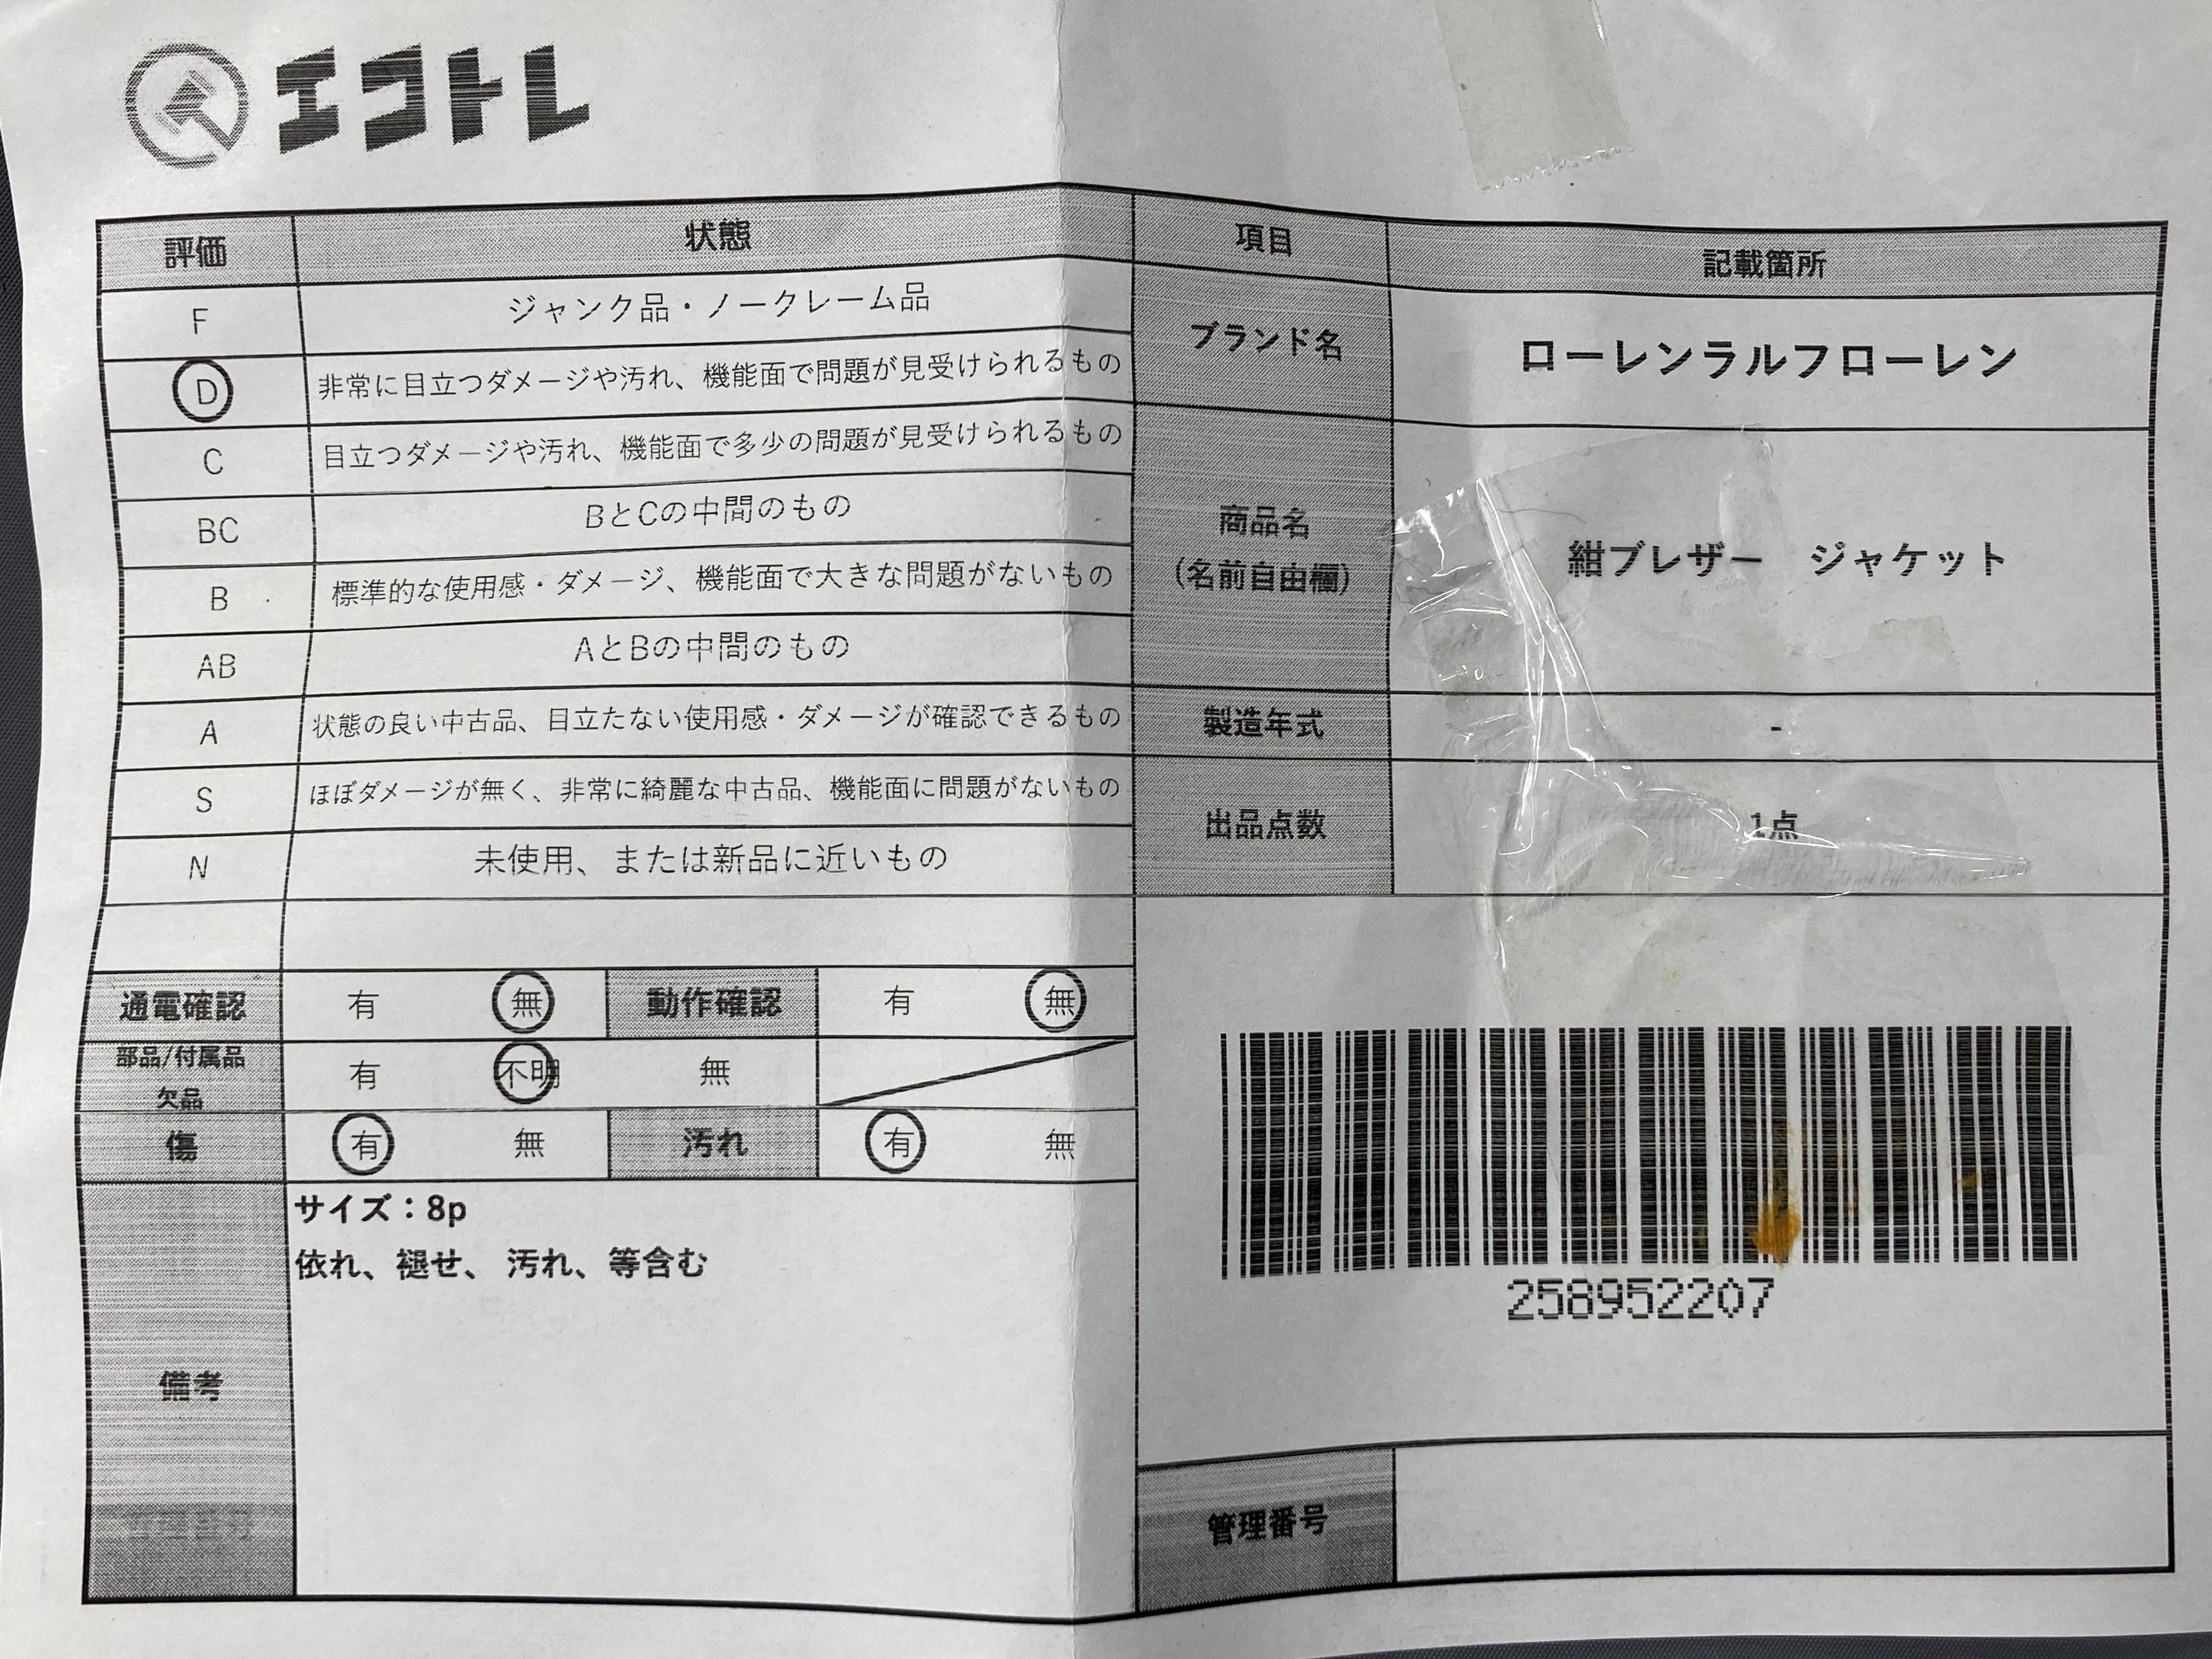 エコトレ
評価 状態
F ジャンク品・ノークレーム品
D 非常に目立つダメージや汚れ、機能面で問題が見受けられるもの
C 目立つダメージや汚れ、機能面で多少の問題が見受けられるもの
BC BとCの中間のもの
B 標準的な使用感・ダメージ、機能面で大きな問題がないもの
AB AとBの中間のもの
A 状態の良い中古品、目立たない使用感・ダメージが確認できるもの
S ほぼダメージが無く、非常に綺麗な中古品、機能面に問題がないもの
N 未使用、または新品に近いもの
通電確認 有 無 動作確認 有 無
部品/付属品
欠品 有 不明 無
傷 有 無 汚れ 有 無
備考
サイズ：8p
依れ、褪せ、 汚れ、等含む
項目 記載箇所
ブランド名 ローレンラルフローレン
商品名
(名前自由欄) 紺ブレザー　ジャケット
製造年式 -
出品点数 1点
258952207
管理番号